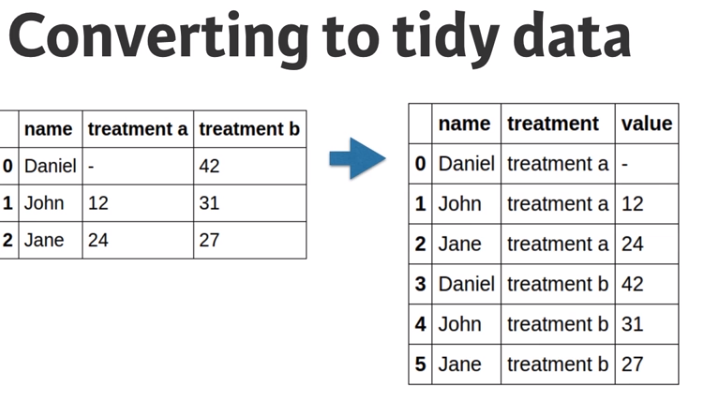 Converting to tidy data
name treatment a treatment b
0 Daniel - 42
1 John 12 31
2 Jane 24 27
name treatment value
0 Daniel treatment a -
1 John treatment a 12
2 Jane treatment a 24
3 Daniel treatment b 42
4 John treatment b 31
5 Jane treatment b 27